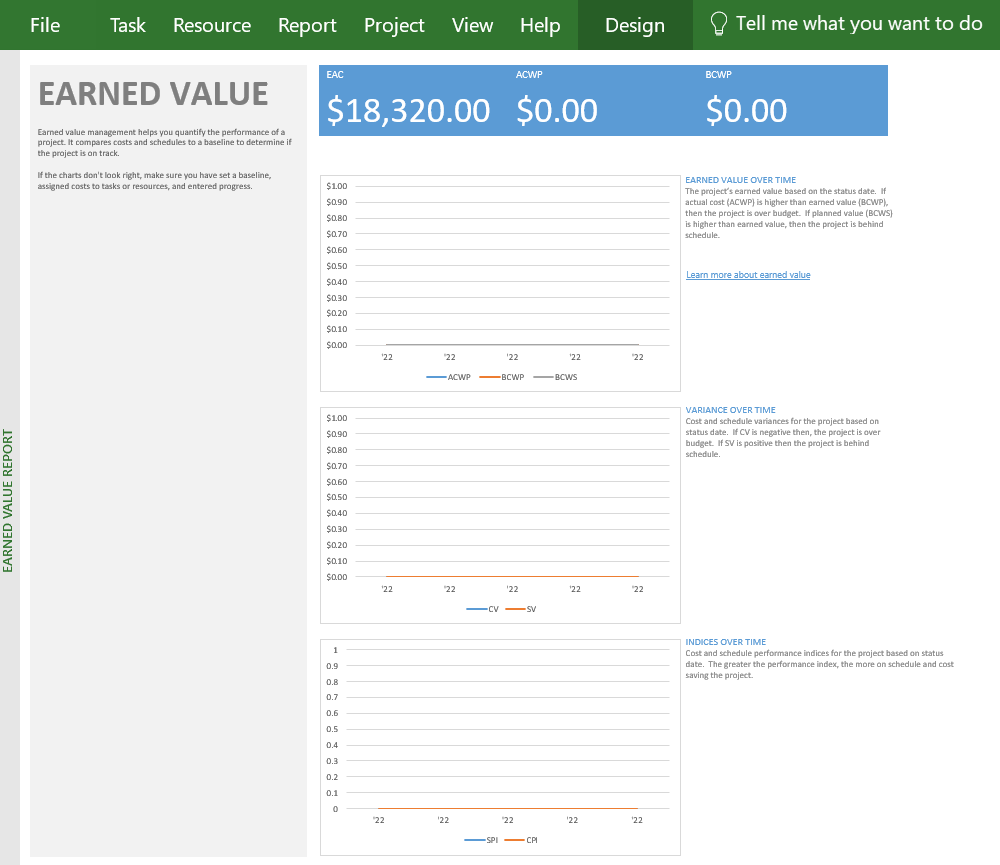 File Task Resource Report Project View Help Design Tell me what you want to do
EARNED VALUE REPORT
EARNED VALUE
Earned value management helps you quantify the performance of a
project. It compares costs and schedules to a baseline to determine if
the project is on track.
If the charts don't look right, make sure you have set a baseline,
assigned costs to tasks or resources, and entered progress.
EAC ACWP BCWP
$18,320.00 $0.00 $0.00
$1.00
$0.90
$0.80
$0.70
$0.60
$0.50
$0.40
$0.30
$0.20
$0.10
$0.00
'22 '22 '22 '22 '22
ACWP BCWP BCWS
EARNED VALUE OVER TIME
The project's earned value based on the status date.  If
actual cost (ACWP) is higher than earned value (BCWP),
then the project is over budget.  If planned value (BCWS)
is higher than earned value, then the project is behind
schedule.
Learn more about earned value
$1.00
$0.90
$0.80
$0.70
$0.60
$0.50
$0.40
$0.30
$0.20
$0.10
$0.00
'22 '22 '22 '22 '22
CV SV
VARIANCE OVER TIME
Cost and schedule variances for the project based on
status date.  If CV is negative then, the project is over
budget.  If SV is positive then the project is behind
schedule.
1
0.9
0.8
0.7
0.6
0.5
0.4
0.3
0.2
0.1
0
'22 '22 '22 '22 '22
SPI CPI
INDICES OVER TIME
Cost and schedule performance indices for the project based on status
date.  The greater the performance index, the more on schedule and cost
saving the project.